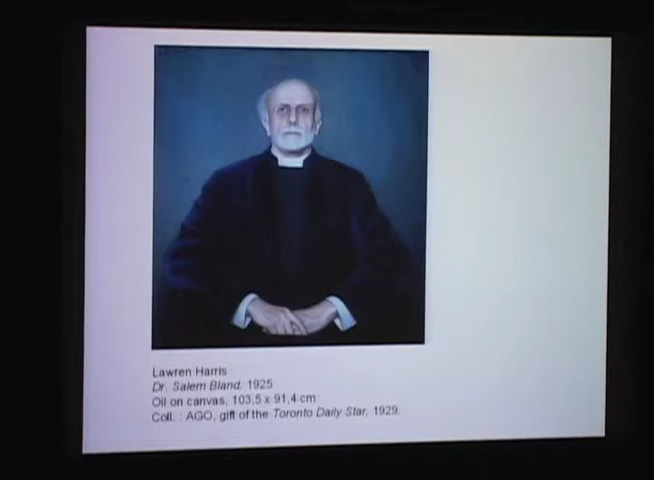 Lawren Harris
Dr. Salem Bland, 1925
Oil on canvas, 103,5 x 91,4 cm
Coll. : AGO, gift of the Toronto Daily Star, 1929.